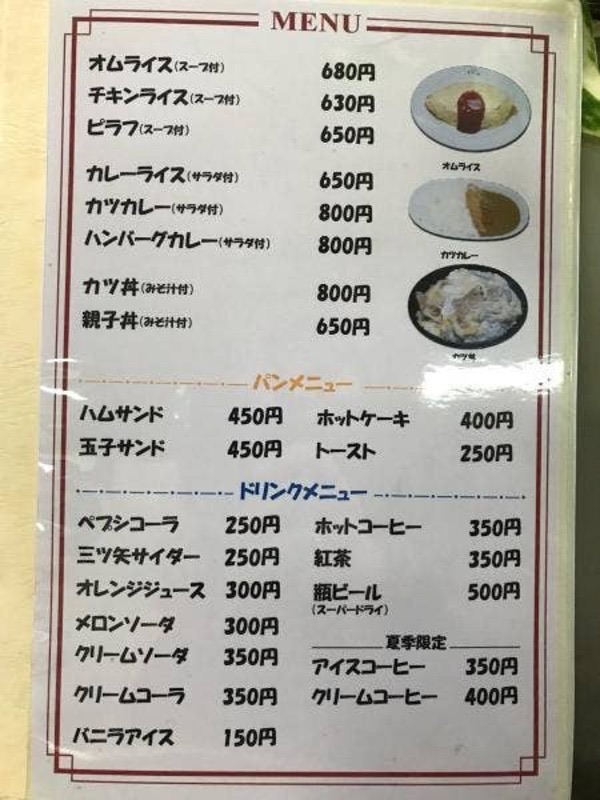 MENU
オムライス(スープ付) 680円
チキンライス(スープ付) 630円
ピラフ(スープ付) 650円
カレーライス(サラダ付) 650円
カツカレー(サラダ付) 800円
ハンバーグカレー(サラダ付) 800円
カツ丼(みそ汁付) 800円
親子丼(みそ汁付) 650円
オムライス
カツカレー
カツ丼
パンメニュー
ハムサンド 450円 ホットケーキ 400円
玉子サンド 450円 トースト 250円
ドリンクメニュー
ペプシコーラ 250円 ホットコーヒー 350円
三ツ矢サイダー 250円 紅茶 350円
オレンジジュース 300円 瓶ビール 500円
(スーパードライ)
メロンソーダ 300円
夏季限定
クリームソーダ 350円 アイスコーヒー 350円
クリームコーラ 350円 クリームコーヒー 400円
バニラアイス 150円